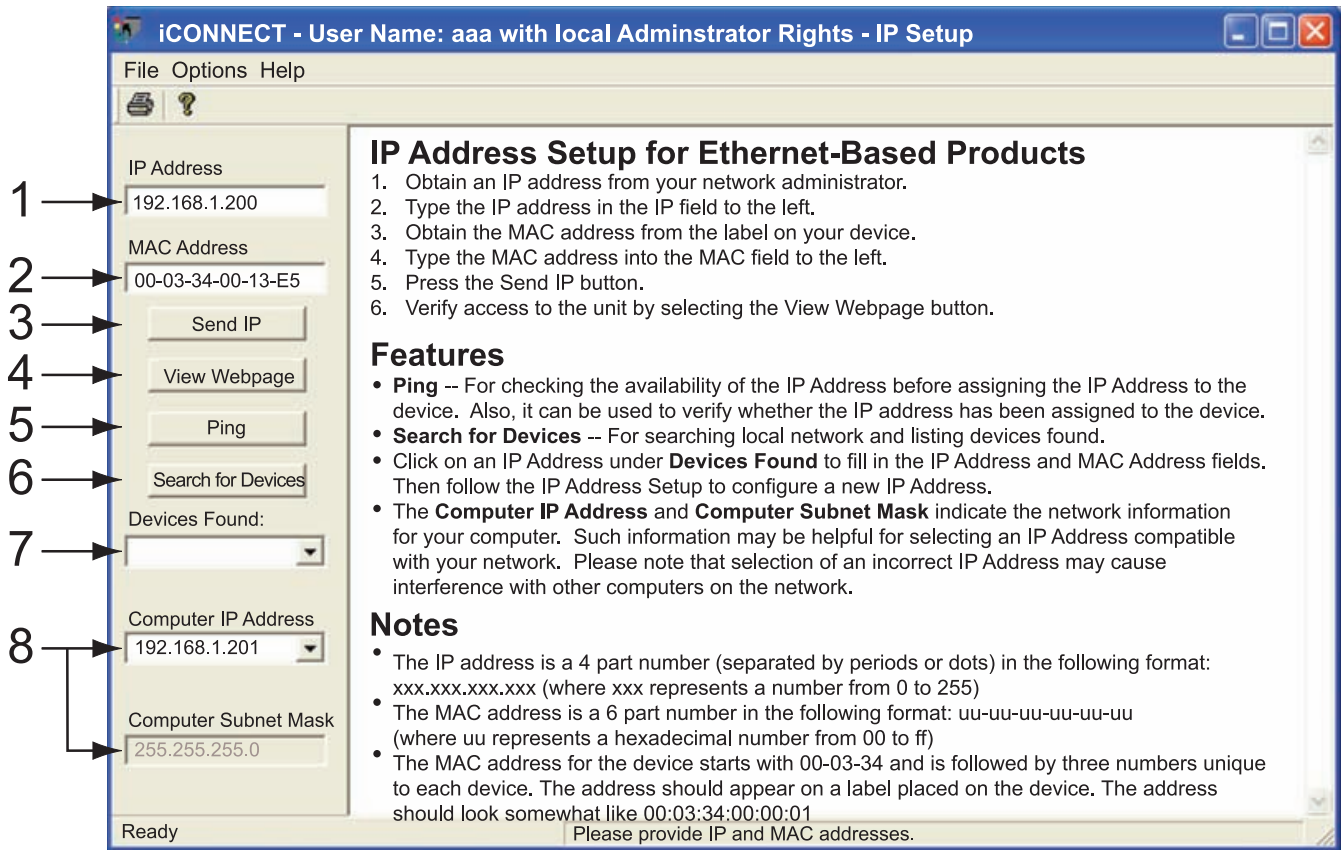 iCONNECT - User Name: aaa with local Adminstrator Rights - IP Setup
File Options Help
IP Address
1
192.168.1.200
MAC Address
2
00-03-34-00-13-E5
3
Send IP
4
View Webpage
5
Ping
6
Search for Devices
Devices Found:
7
Computer IP Address
8
192.168.1.201
Computer Subnet Mask
255.255.255.0
IP Address Setup for Ethernet-Based Products
1. Obtain an IP address from your network administrator.
2. Type the IP address in the IP field to the left.
3. Obtain the MAC address from the label on your device.
4. Type the MAC address into the MAC field to the left.
5. Press the Send IP button.
6. Verify access to the unit by selecting the View Webpage button.
Features
• Ping -- For checking the availability of the IP Address before assigning the IP Address to the
device. Also, it can be used to verify whether the IP address has been assigned to the device.
• Search for Devices -- For searching local network and listing devices found.
• Click on an IP Address under Devices Found to fill in the IP Address and MAC Address fields.
Then follow the IP Address Setup to configure a new IP Address.
• The Computer IP Address and Computer Subnet Mask indicate the network information
for your computer. Such information may be helpful for selecting an IP Address compatible
with your network. Please note that selection of an incorrect IP Address may cause
interference with other computers on the network.
Notes
• The IP address is a 4 part number (separated by periods or dots) in the following format:
xxx.xxx.xxx.xxx (where xxx represents a number from 0 to 255)
• The MAC address is a 6 part number in the following format: uu-uu-uu-uu-uu-uu
(where uu represents a hexadecimal number from 00 to ff)
• The MAC address for the device starts with 00-03-34 and is followed by three numbers unique
to each device. The address should appear on a label placed on the device. The address
should look somewhat like 00:03:34:00:00:01
Ready
Please provide IP and MAC addresses.